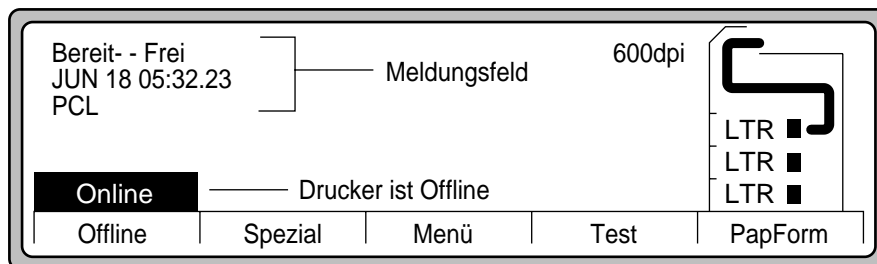 Bereit- - Frei
JUN 18 05:32.23
PCL
Meldungsfeld
600dpi
LTR
LTR
LTR
Online
Drucker ist Offline
Offline
Spezial
Menü
Test
PapForm